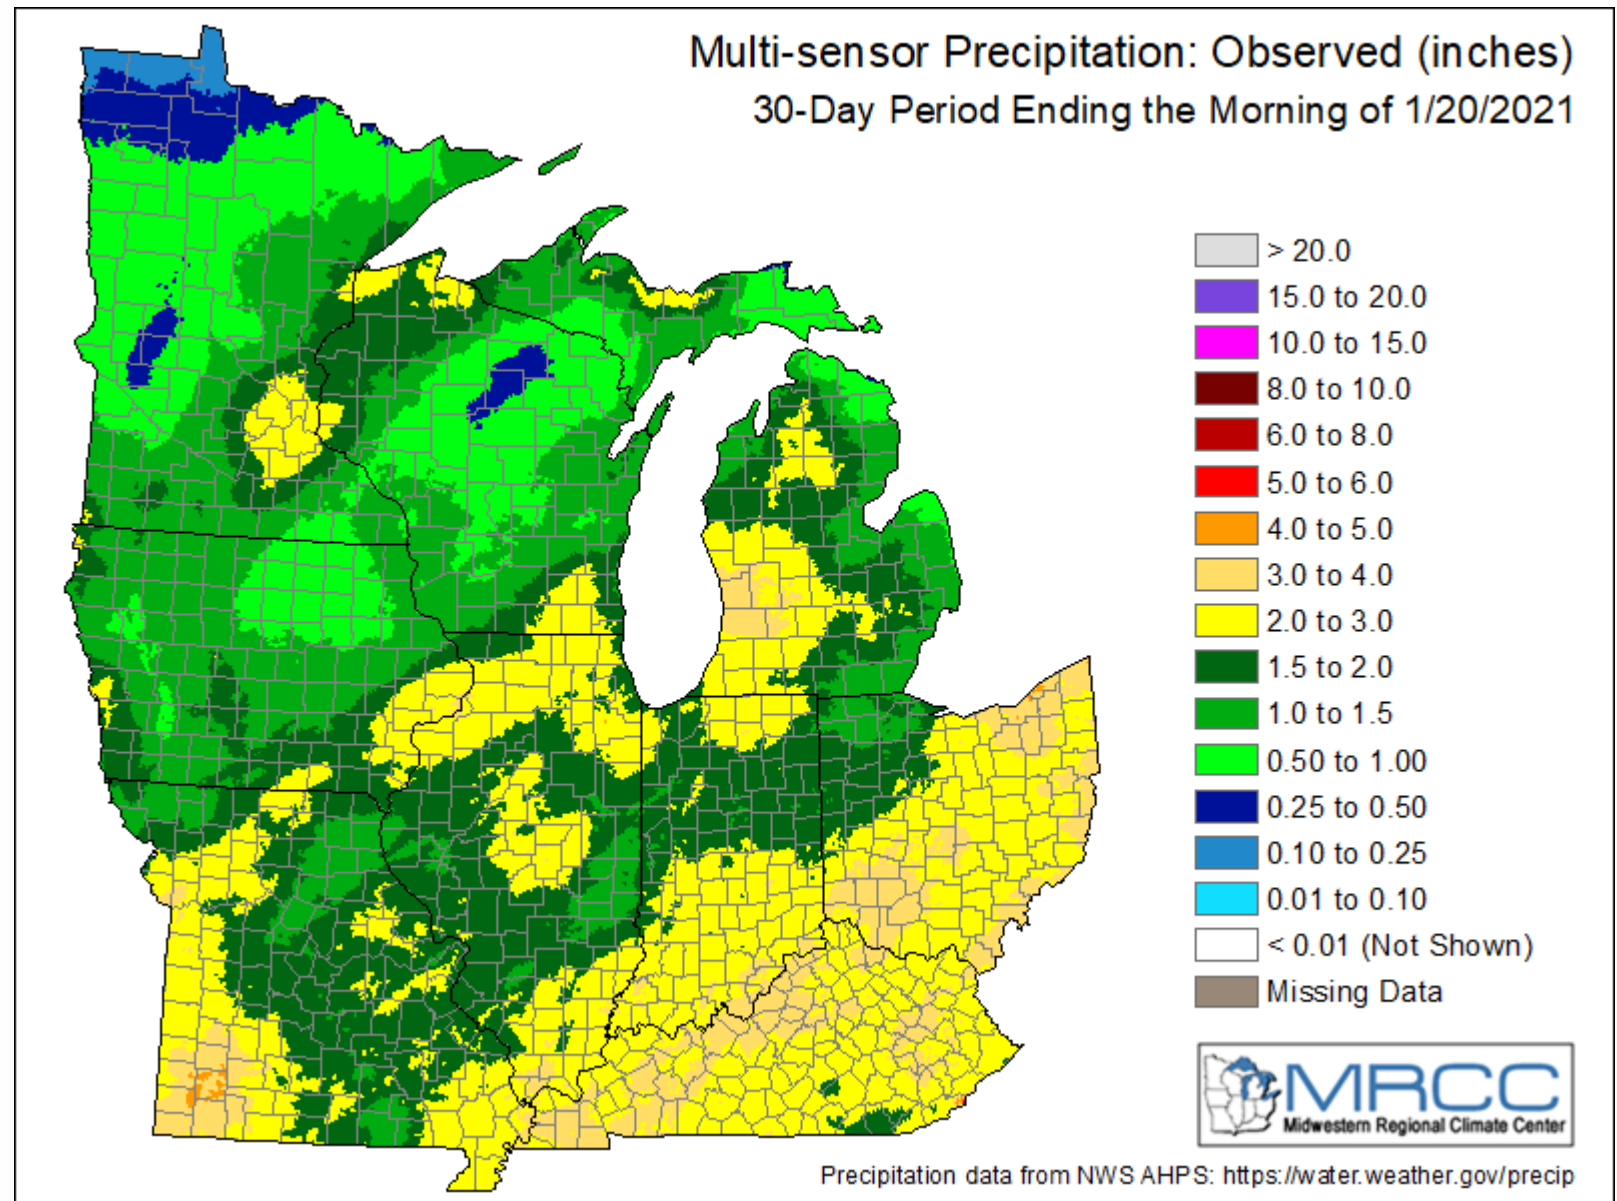 Multi-sensor Precipitation: Observed (inches)
30-Day Period Ending the Morning of 1/20/2021
> 20.0
15.0 to 20.0
10.0 to 15.0
8.0 to 10.0
6.0 to 8.0
5.0 to 6.0
4.0 to 5.0
3.0 to 4.0
2.0 to 3.0
1.5 to 2.0
1.0 to 1.5
0.50 to 1.00
0.25 to 0.50
0.10 to 0.25
0.01 to 0.10
< 0.01 (Not Shown)
Missing Data
MRCC
Midwestern Regional Climate Center
Precipitation data from NWS AHPS: https://water.weather.gov/precip